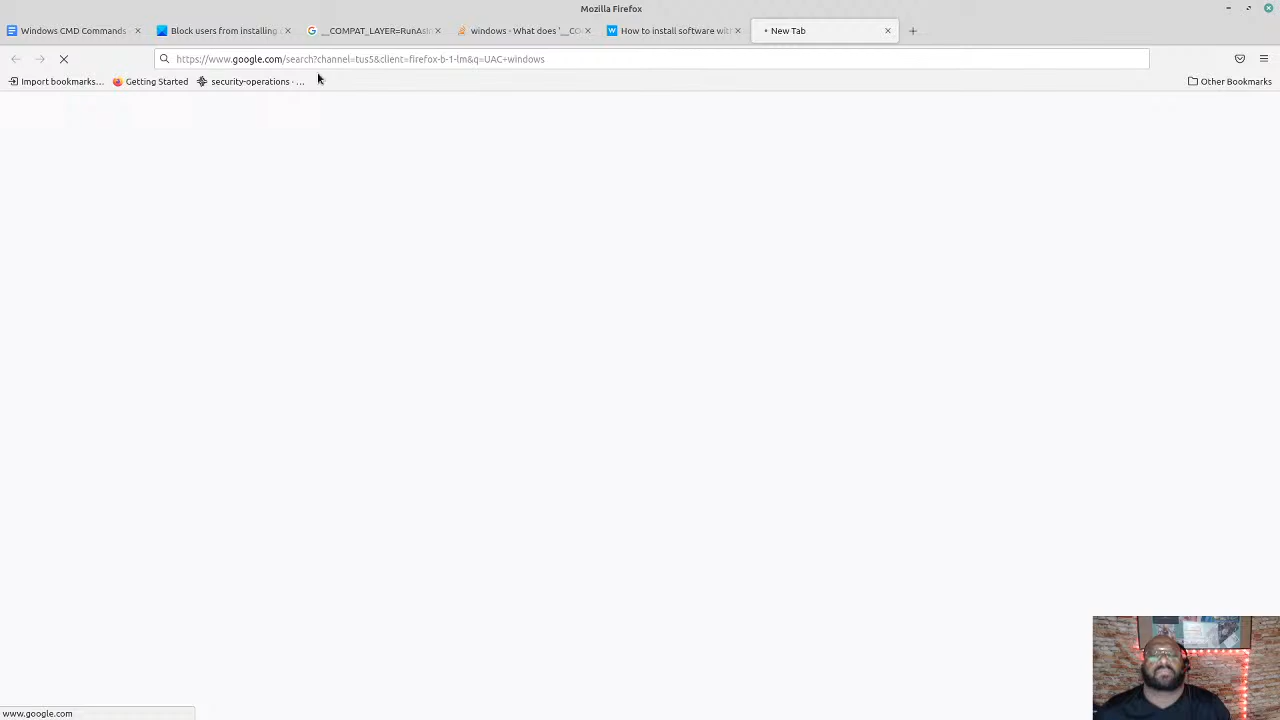 Mozilla Firefox
Windows CMD Commands
Block users from installing
__COMPAT_LAYER=RunAsI
windows - What does '__CO
How to install software wit
New Tab
https://www.google.com/search?channel=tus5&client=firefox-b-1-lm&q=UAC+windows
Import bookmarks...
Getting Started
security-operations · ...
Other Bookmarks
www.google.com